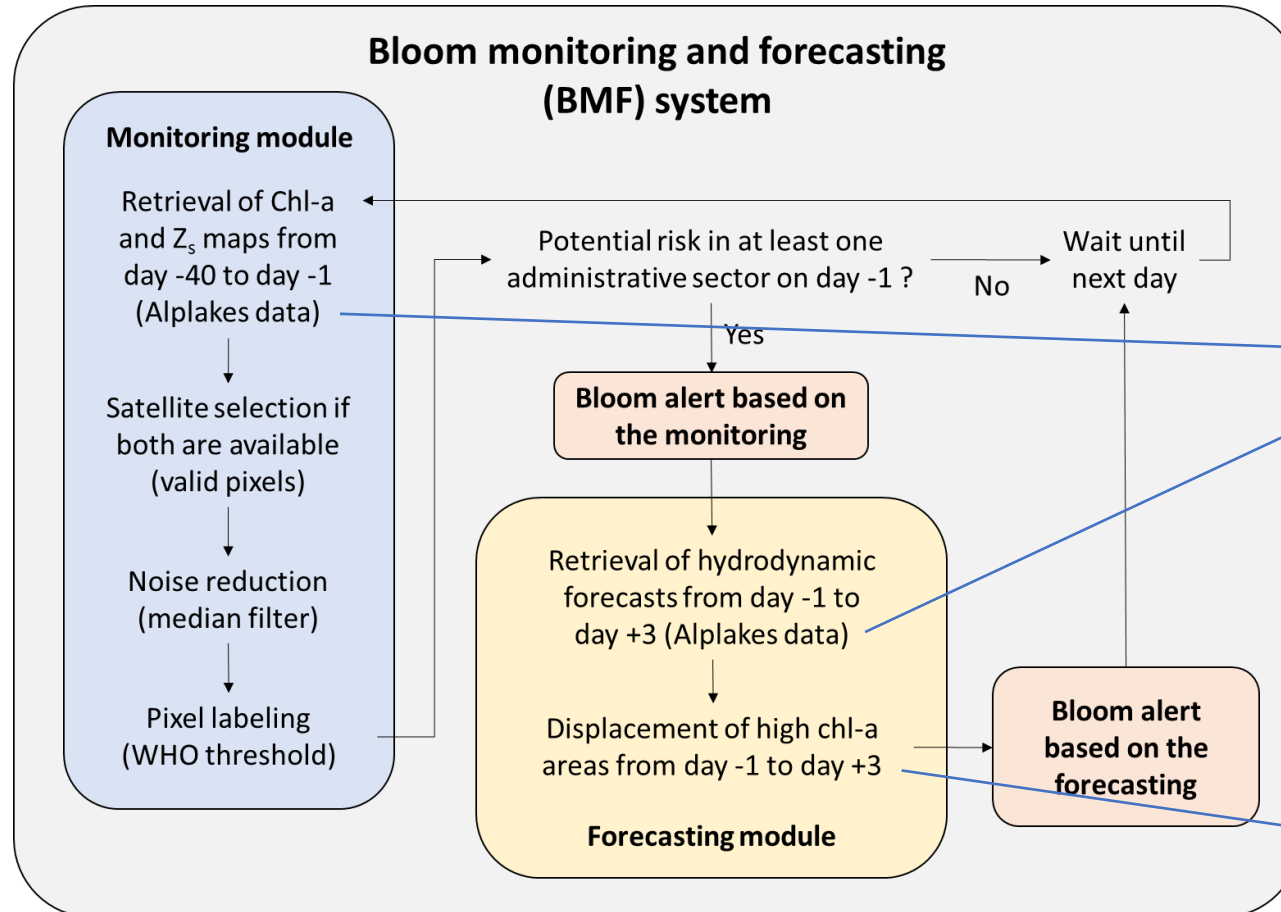 Bloom monitoring and forecasting
(BMF) system
Monitoring module
Retrieval of Chl-a
and Zs maps from
day -40 to day -1
(Alplakes data)
Satellite selection if
both are available
(valid pixels)
Noise reduction
(median filter)
Pixel labeling
(WHO threshold)
Potential risk in at least one
administrative sector on day -1 ?
No
Wait until
next day
Yes
Bloom alert based on
the monitoring
Retrieval of hydrodynamic
forecasts from day -1 to
day +3 (Alplakes data)
Displacement of high chl-a
areas from day -1 to day +3
Forecasting module
Bloom alert
based on the
forecasting